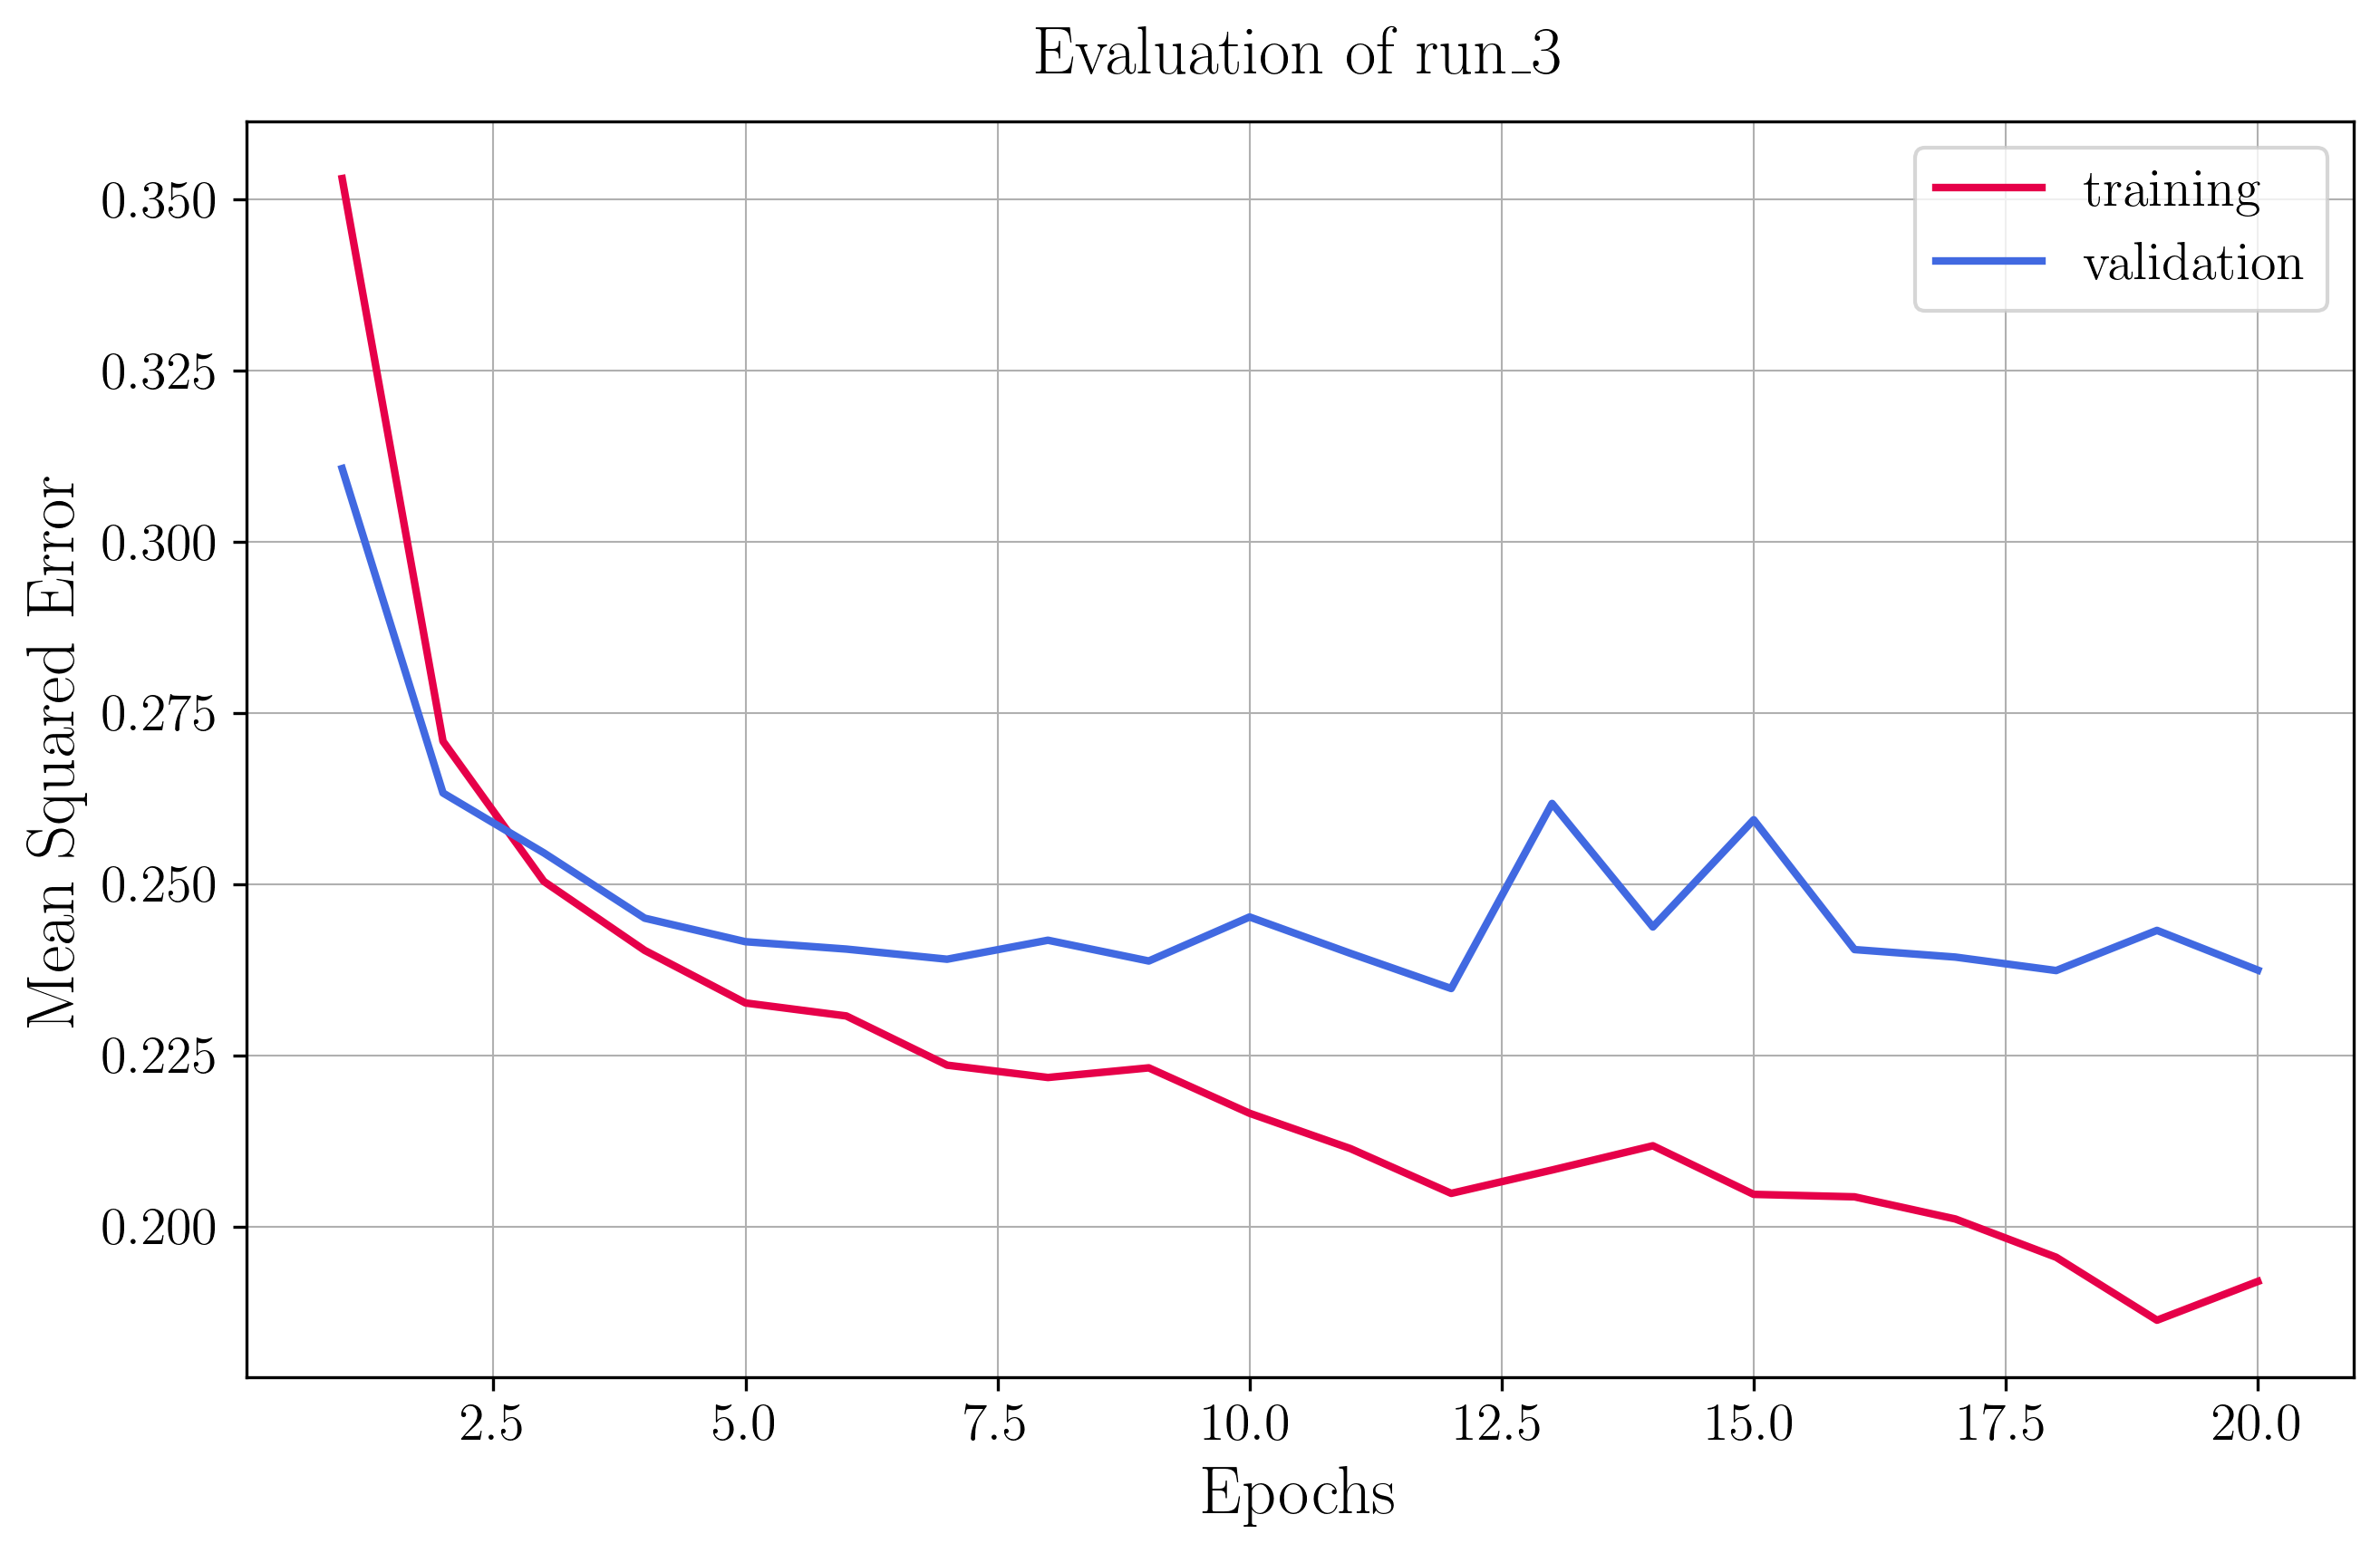 Evaluation of run_3
training
validation
Mean Squared Error
0.350
0.325
0.300
0.275
0.250
0.225
0.200
2.5 5.0 7.5 10.0 12.5 15.0 17.5 20.0
Epochs